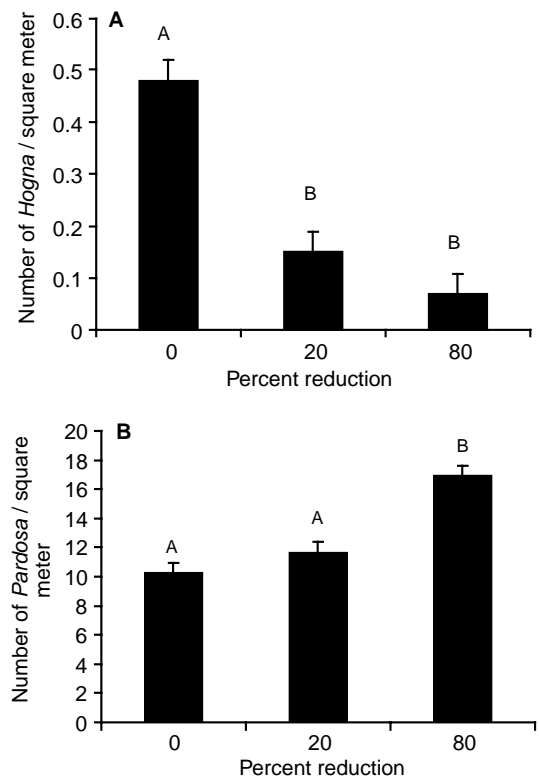 A
Number of Hogna / square meter
0.6
0.5
0.4
0.3
0.2
0.1
0
A
B
B
0
20
80
Percent reduction
B
Number of Pardosa / square
meter
20
18
16
14
12
10
8
6
4
2
0
A
A
B
0
20
80
Percent reduction